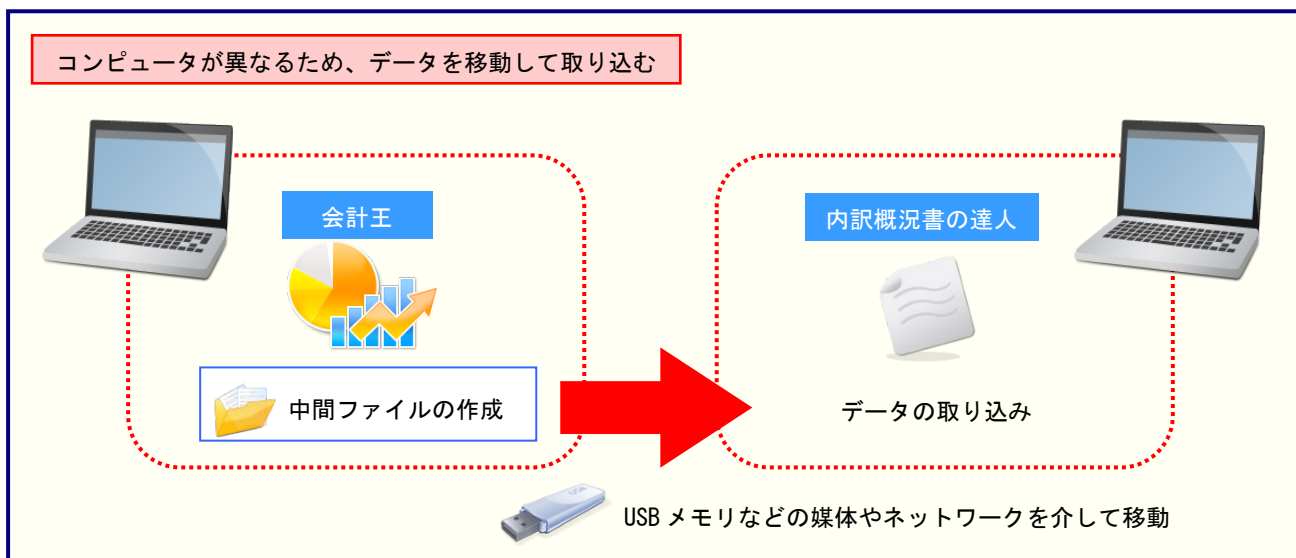 コンピュータが異なるため、データを移動して取り込む
会計王
内訳概況書の達人
中間ファイルの作成
データの取り込み
USB
USB メモリなどの媒体やネットワークを介して移動